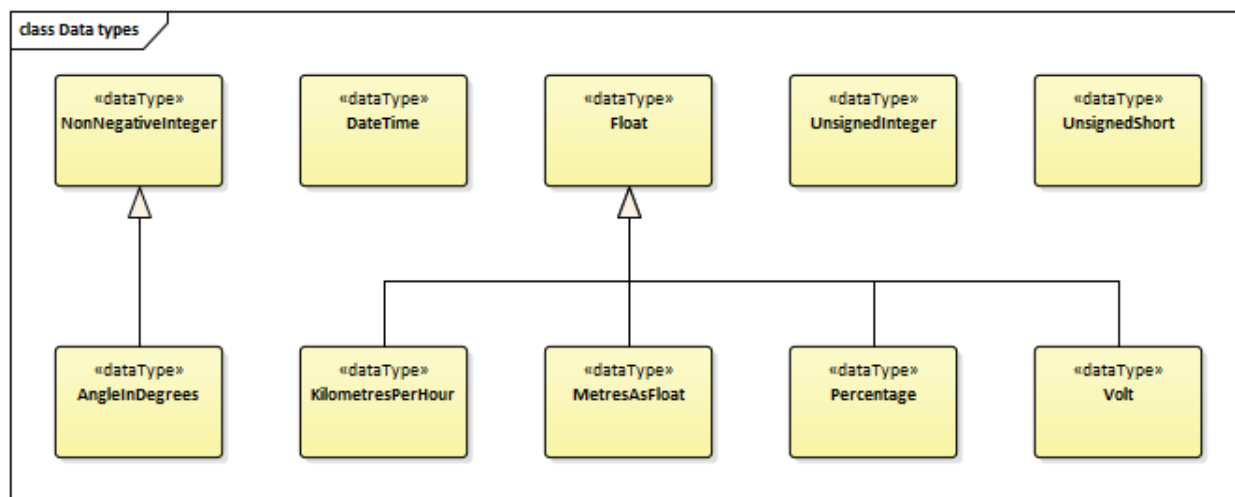 class Data types
«dataType»
NonNegativeInteger
«dataType»
DateTime
«dataType»
Float
«dataType»
UnsignedInteger
«dataType»
UnsignedShort
«dataType»
AngleInDegrees
«dataType»
KilometresPerHour
«dataType»
MetresAsFloat
«dataType»
Percentage
«dataType»
Volt